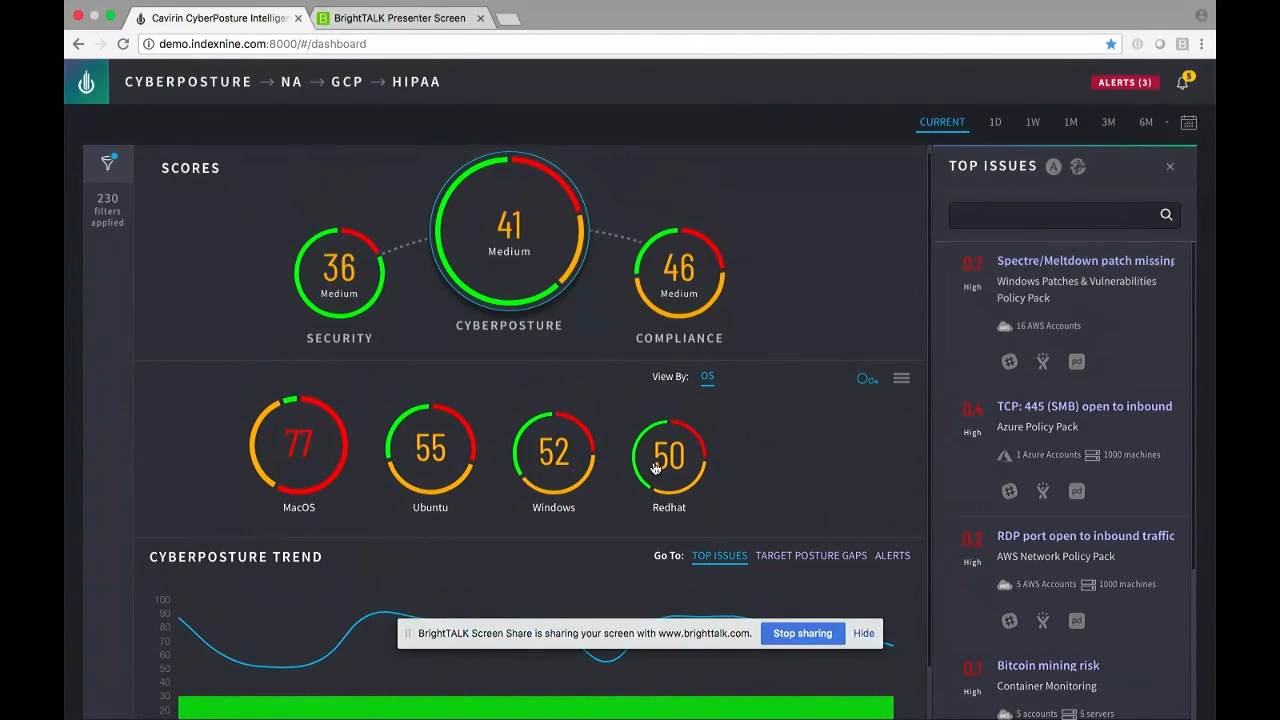 Cavirin CyberPosture Intelligen
BrightTALK Presenter Screen
demo.indexnine.com:8000/#/dashboard
CYBERPOSTURE → NA → GCP → HIPAA
ALERTS (3)
5
CURRENT 1D 1W 1M 3M 6M
230
filters
applied
SCORES
36
Medium
SECURITY
41
Medium
CYBERPOSTURE
46
Medium
COMPLIANCE
View By: OS
77
MacOS
55
Ubuntu
52
Windows
50
Redhat
CYBERPOSTURE TREND
Go To: TOP ISSUES TARGET POSTURE GAPS ALERTS
100
90
80
70
60
50
40
30
20
BrightTALK Screen Share is sharing your screen with www.brighttalk.com.
Stop sharing
Hide
TOP ISSUES
0.7
High
Spectre/Meltdown patch missing
Windows Patches & Vulnerabilities
Policy Pack
aws
16 AWS Accounts
pd
0.4
High
TCP: 445 (SMB) open to inbound
Azure Policy Pack
1 Azure Accounts 1000 machines
pd
0.2
High
RDP port open to inbound traffic
AWS Network Policy Pack
aws
5 AWS Accounts 1000 machines
pd
0.1
High
Bitcoin mining risk
Container Monitoring
aws
5 accounts 5 servers